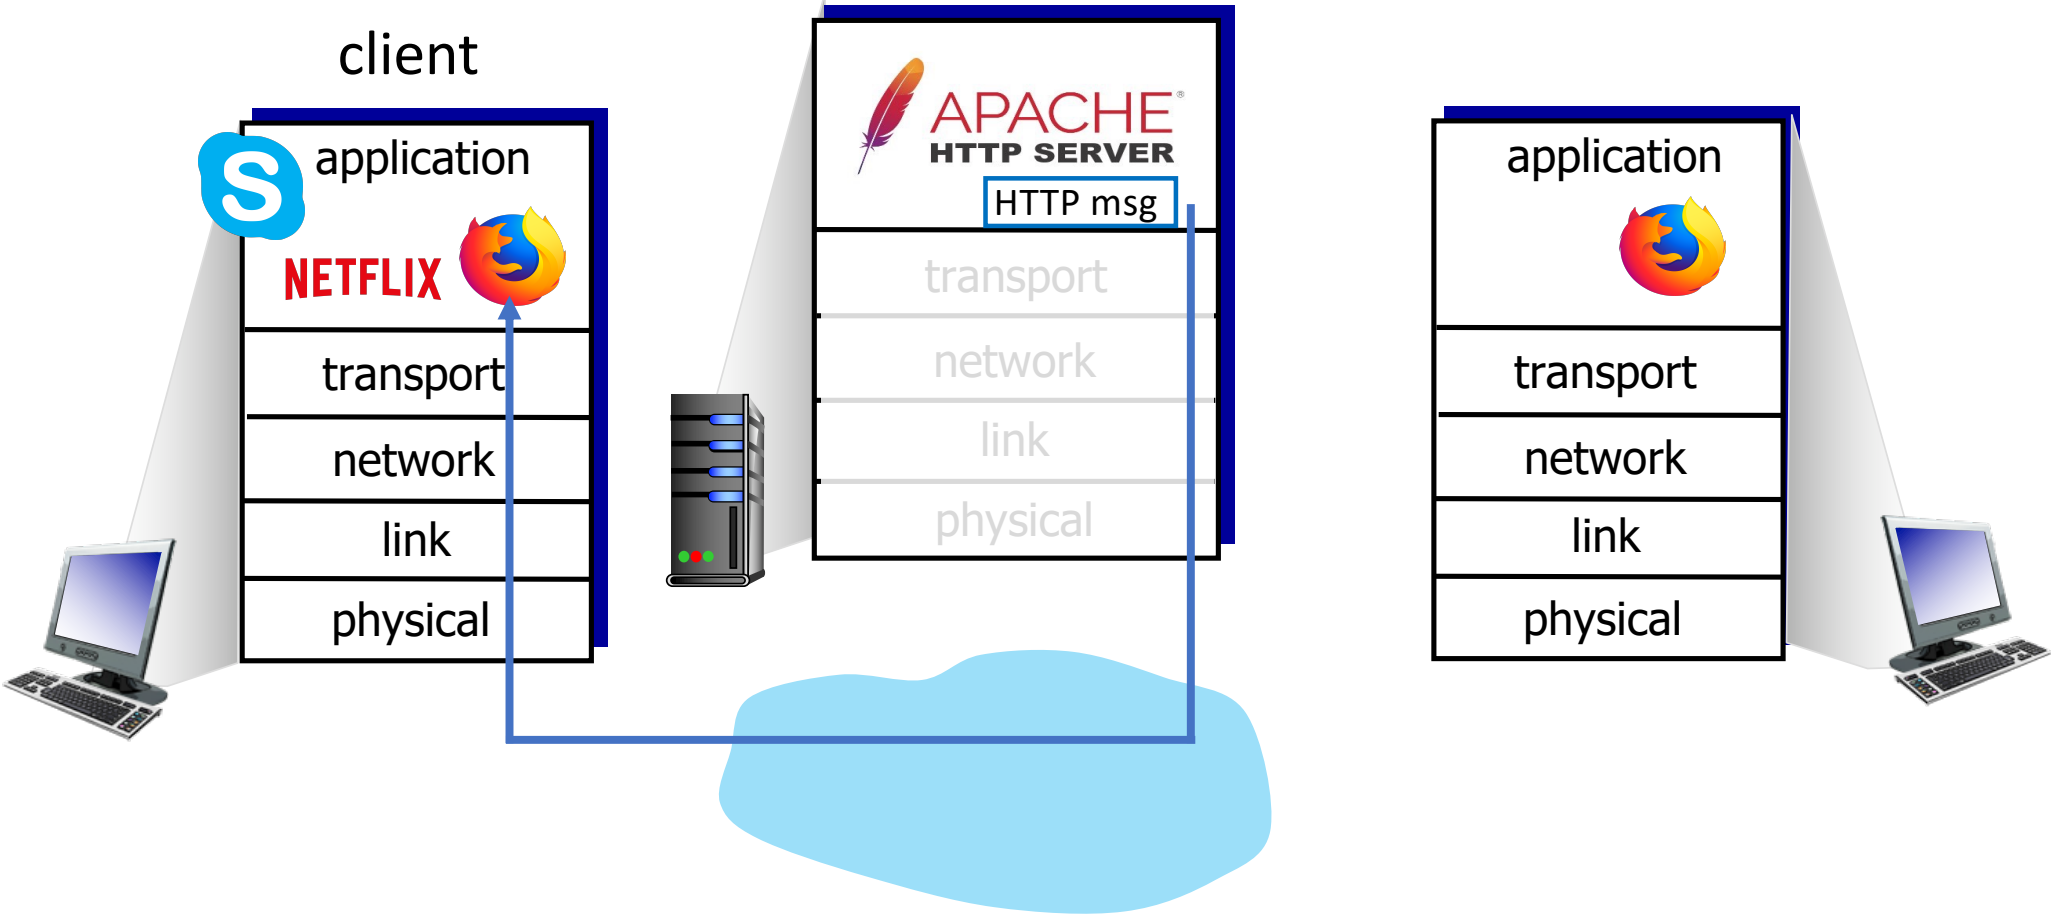 client
application
S
NETFLIX
transport
network
link
physical
APACHE®
HTTP SERVER
HTTP msg
transport
network
link
physical
application
transport
network
link
physical